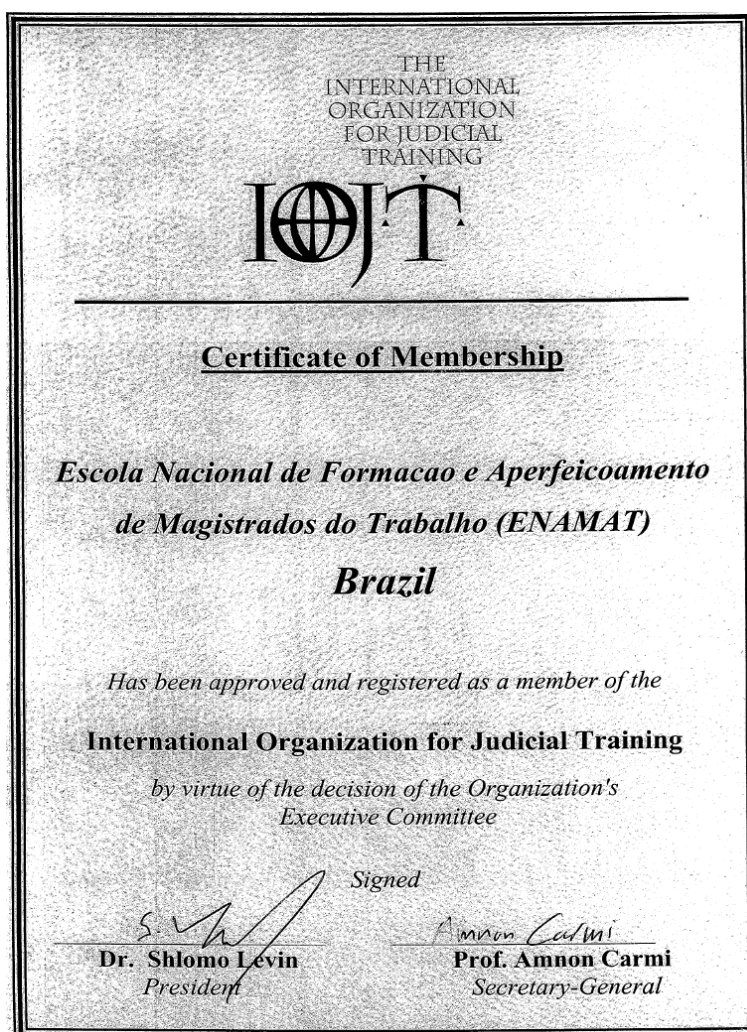 THE
INTERNATIONAL
ORGANIZATION
FOR JUDICIAL
TRAINING
IOJT
Certificate of Membership
Escola Nacional de Formacao e Aperfeicoamento
de Magistrados do Trabalho (ENAMAT)
Brazil
Has been approved and registered as a member of the
International Organization for Judicial Training
by virtue of the decision of the Organization's
Executive Committee
Signed
Amnon Carmi
Dr. Shlomo Levin
Prof. Amnon Carmi
President
Secretary-General